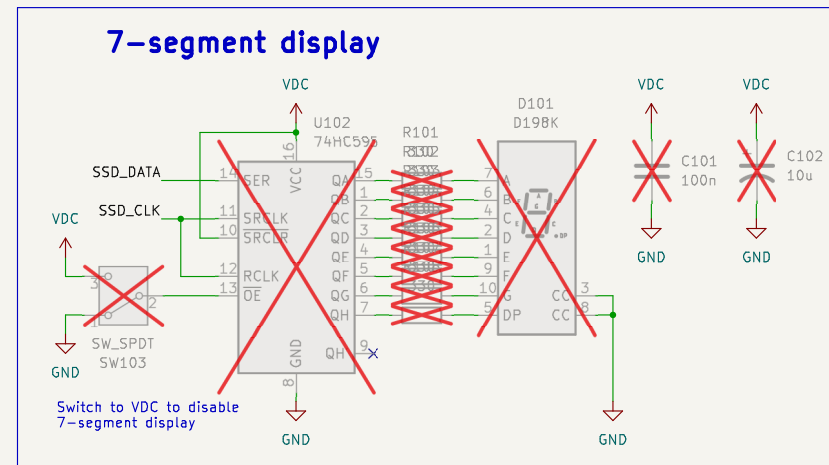 7-segment display
VDC
VDC
VDC
D101
D198K
U102
74HC595
R101
C101
100n
C102
10u
SSD_DATA
14
SER
VCC
16
QA
15
7
A
QB
1
6
B
SSD_CLK
11
SRCLK
QC
2
4
C
10
SRCLR
QD
3
2
D
VDC
QE
4
1
E
12
RCLK
QF
5
9
F
13
OE
QG
6
10
G
CC
3
QH
7
5
DP
CC
8
QH
9
GND
8
3
2
1
SW_SPDT
SW103
GND
GND
GND
GND
GND
Switch to VDC to disable
7-segment display